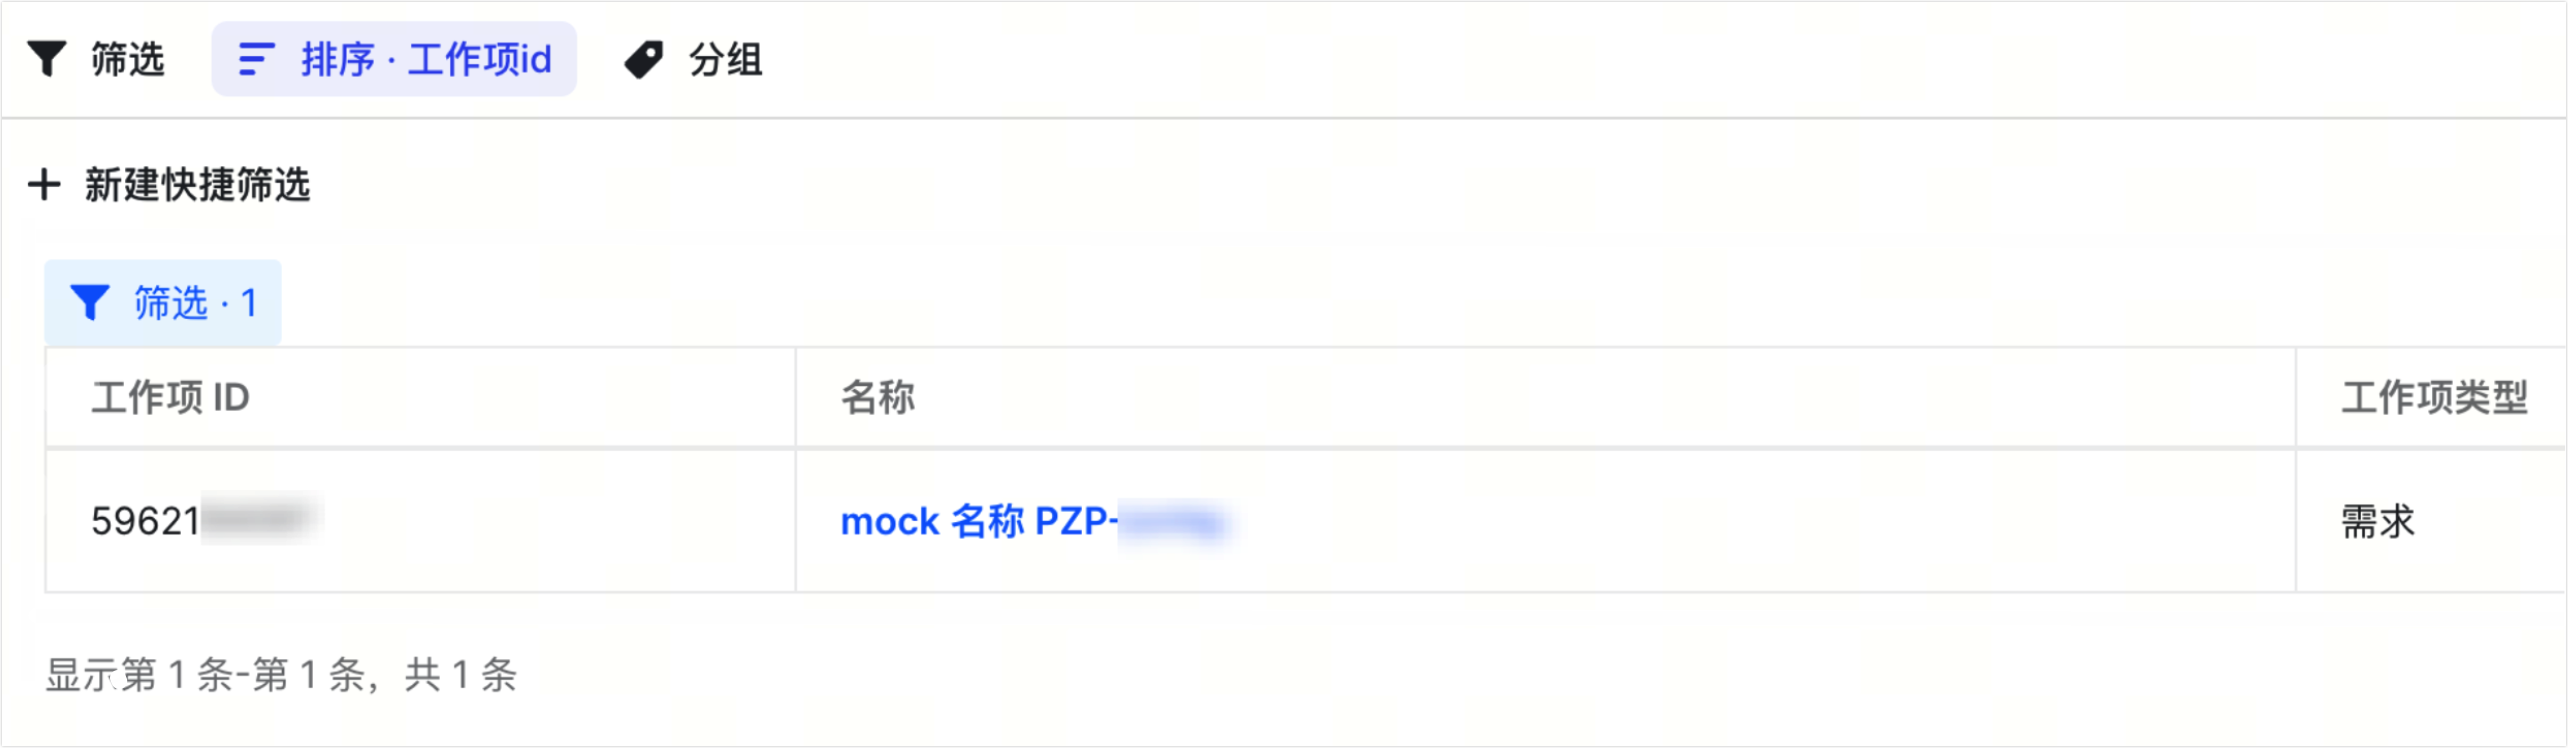 筛选 排序 · 工作项id 分组
+ 新建快捷筛选
筛选 · 1
工作项 ID 名称 工作项类型
59621 mock 名称 PZP- 需求
显示第 1 条-第 1 条，共 1 条